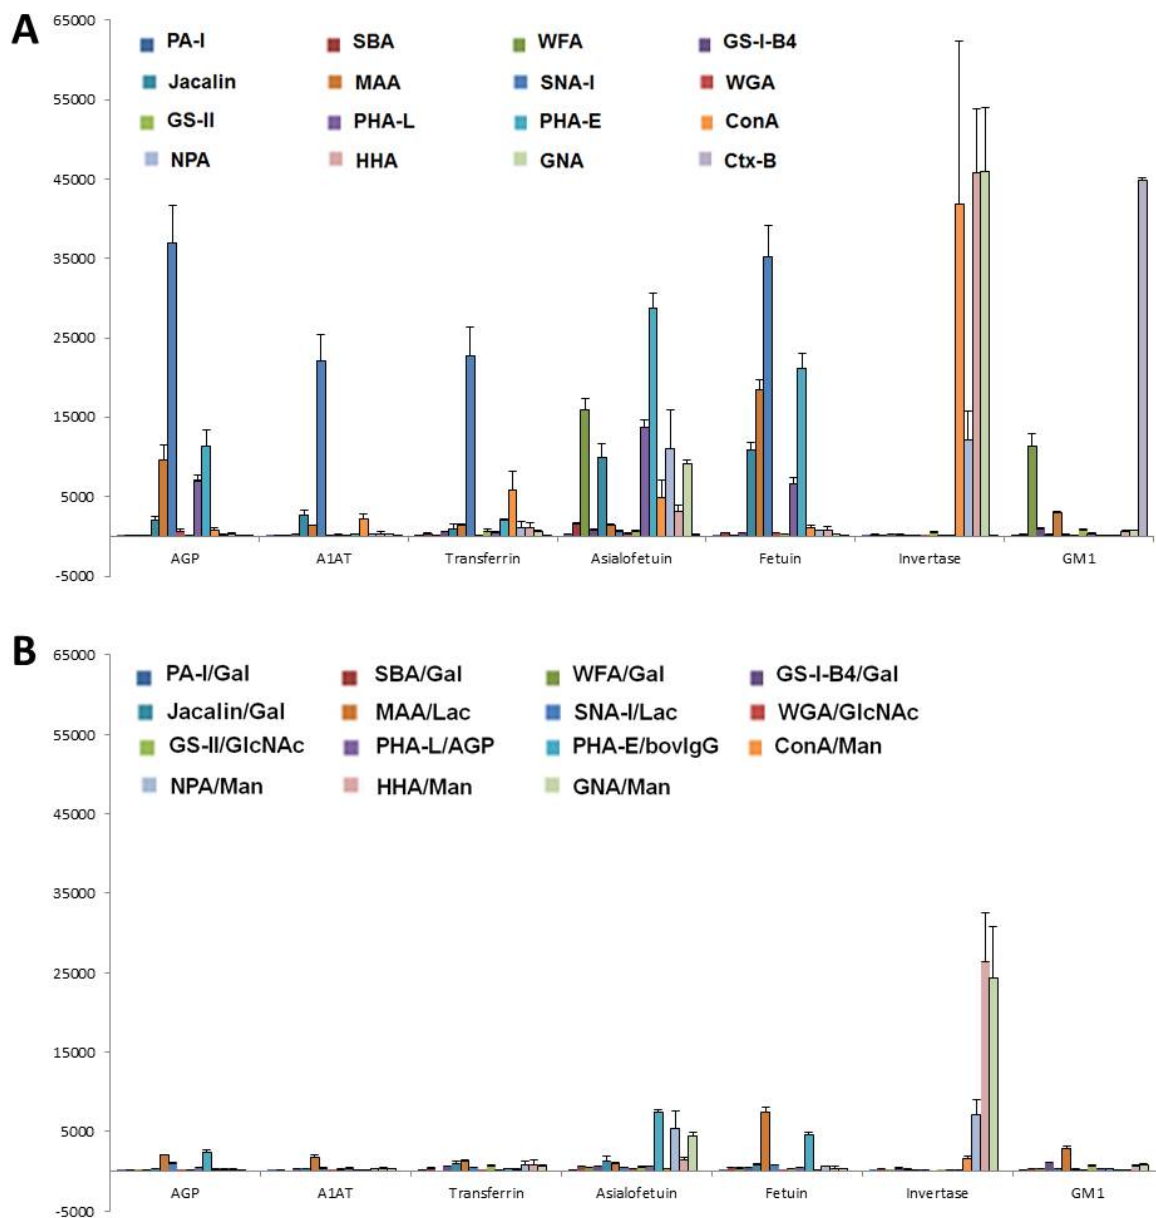 A
65000
PA-I SBA WFA GS-I-B4
55000
Jacalin MAA SNA-I WGA
GS-II PHA-L PHA-E ConA
NPA HHA GNA Ctx-B
45000
35000
25000
15000
5000
-5000
AGP A1AT Transferrin Asialofetuin Fetuin Invertase GM1
B
65000
PA-I/Gal SBA/Gal WFA/Gal GS-I-B4/Gal
Jacalin/Gal MAA/Lac SNA-I/Lac WGA/GlcNAc
55000
GS-II/GlcNAc PHA-L/AGP PHA-E/bovIgG ConA/Man
NPA/Man HHA/Man GNA/Man
45000
35000
25000
15000
5000
-5000
AGP A1AT Transferrin Asialofetuin Fetuin Invertase GM1